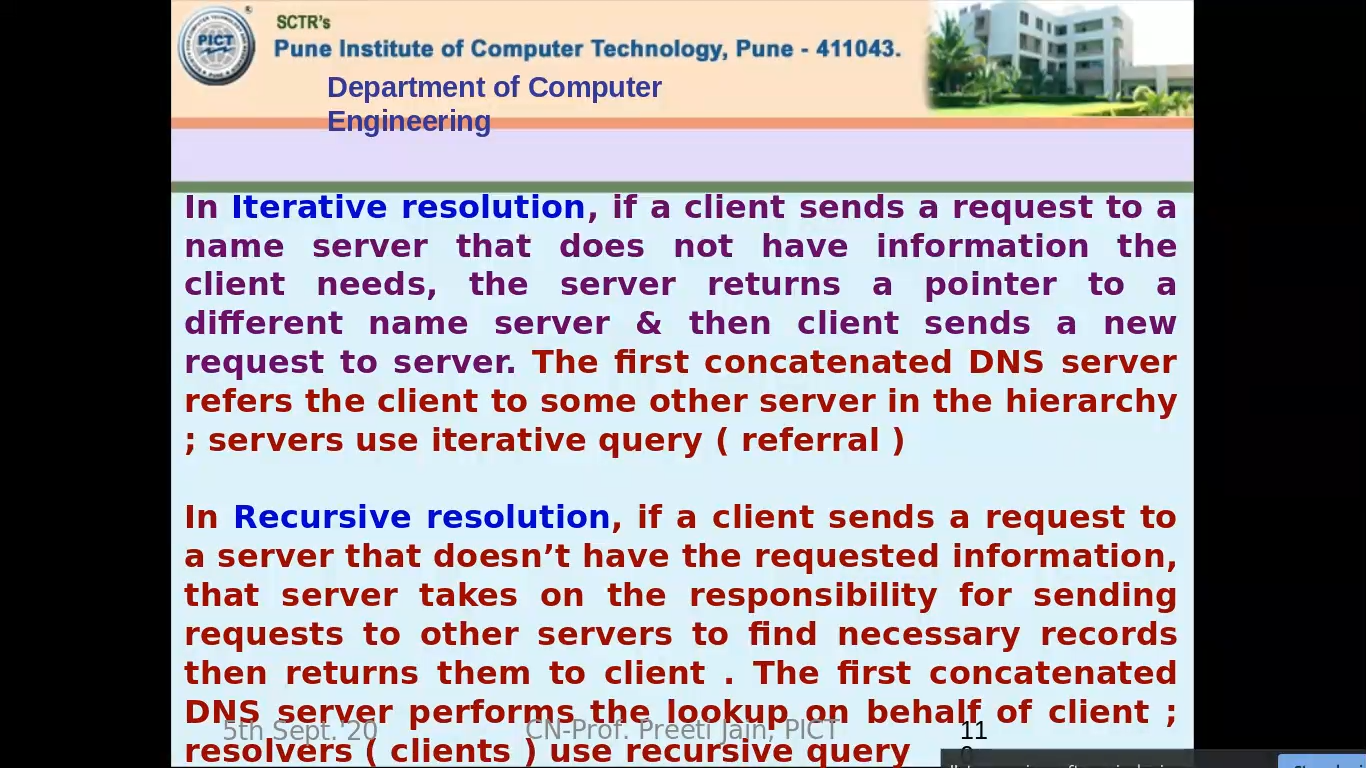 SCTR's
PICT
Pune Institute of Computer Technology, Pune - 411043.
Department of Computer
Engineering
In Iterative resolution, if a client sends a request to a
name server that does not have information the
client needs, the server returns a pointer to a
different name server & then client sends a new
request to server. The first concatenated DNS server
refers the client to some other server in the hierarchy
; servers use iterative query ( referral )
In Recursive resolution, if a client sends a request to
a server that doesn’t have the requested information,
that server takes on the responsibility for sending
requests to other servers to find necessary records
then returns them to client . The first concatenated
DNS server performs the lookup on behalf of client ;
resolvers ( clients ) use recursive query
5th Sept.'20
CN-Prof. Preeti Jain, PICT
11